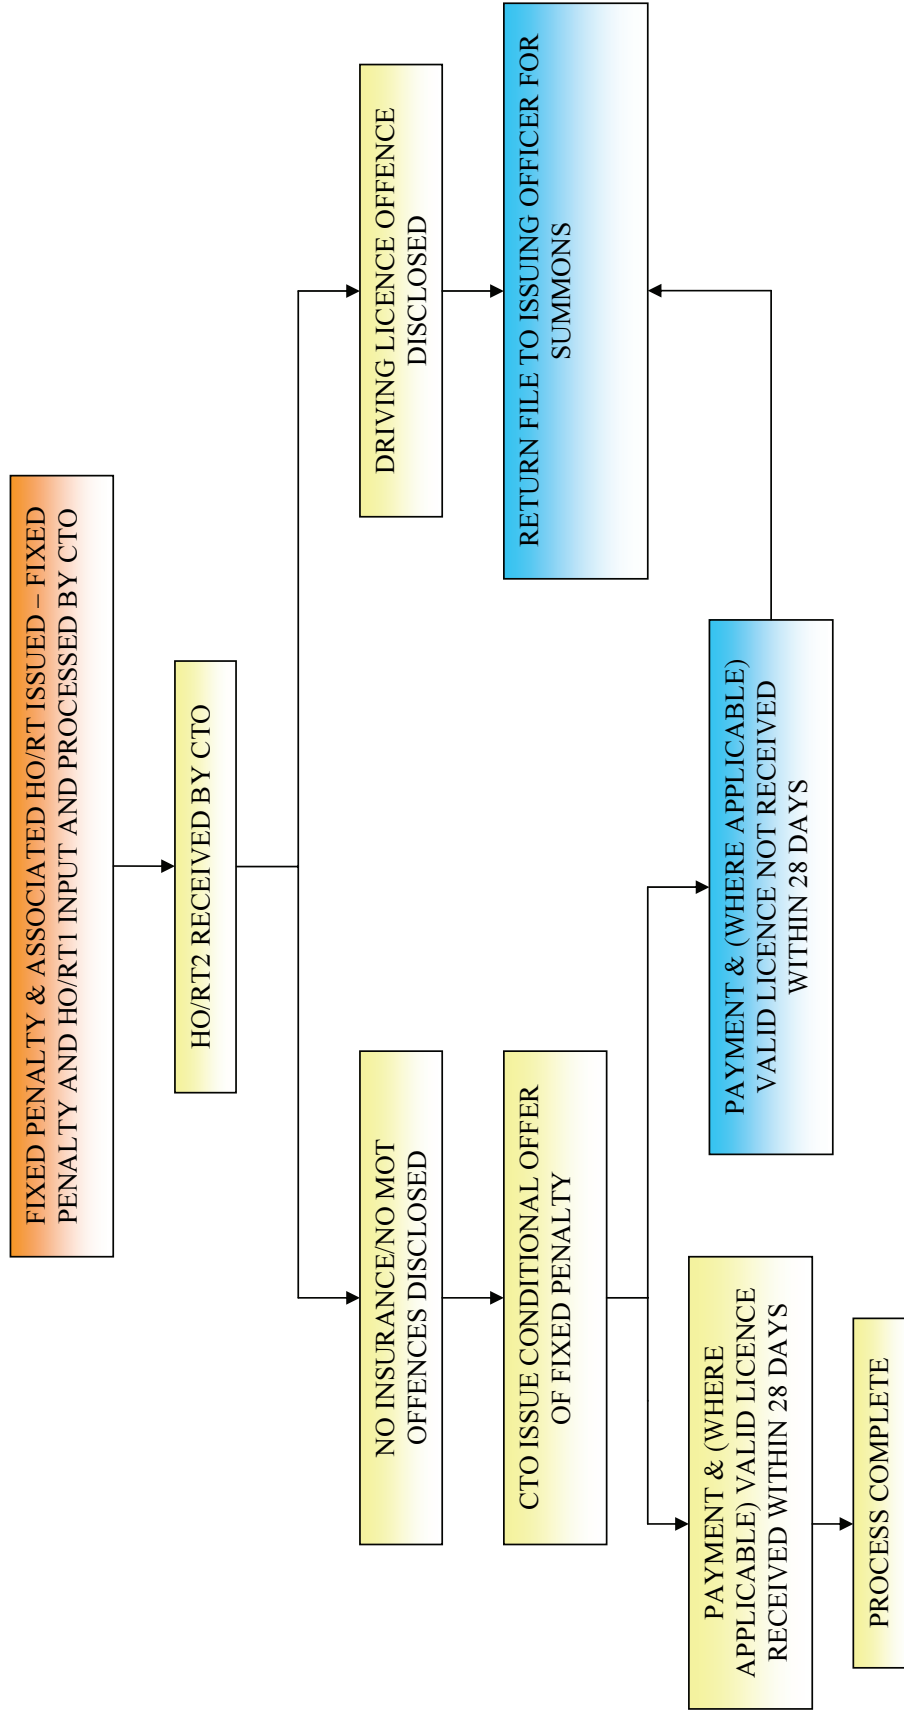 FIXED PENALTY & ASSOCIATED HO/RT ISSUED – FIXED
PENALTY AND HO/RT1 INPUT AND PROCESSED BY CTO
HO/RT2 RECEIVED BY CTO
NO INSURANCE/NO MOT
OFFENCES DISCLOSED
DRIVING LICENCE OFFENCE
DISCLOSED
CTO ISSUE CONDITIONAL OFFER
OF FIXED PENALTY
RETURN FILE TO ISSUING OFFICER FOR
SUMMONS
PAYMENT & (WHERE
APPLICABLE) VALID LICENCE
RECEIVED WITHIN 28 DAYS
PAYMENT & (WHERE APPLICABLE)
VALID LICENCE NOT RECEIVED
WITHIN 28 DAYS
PROCESS COMPLETE